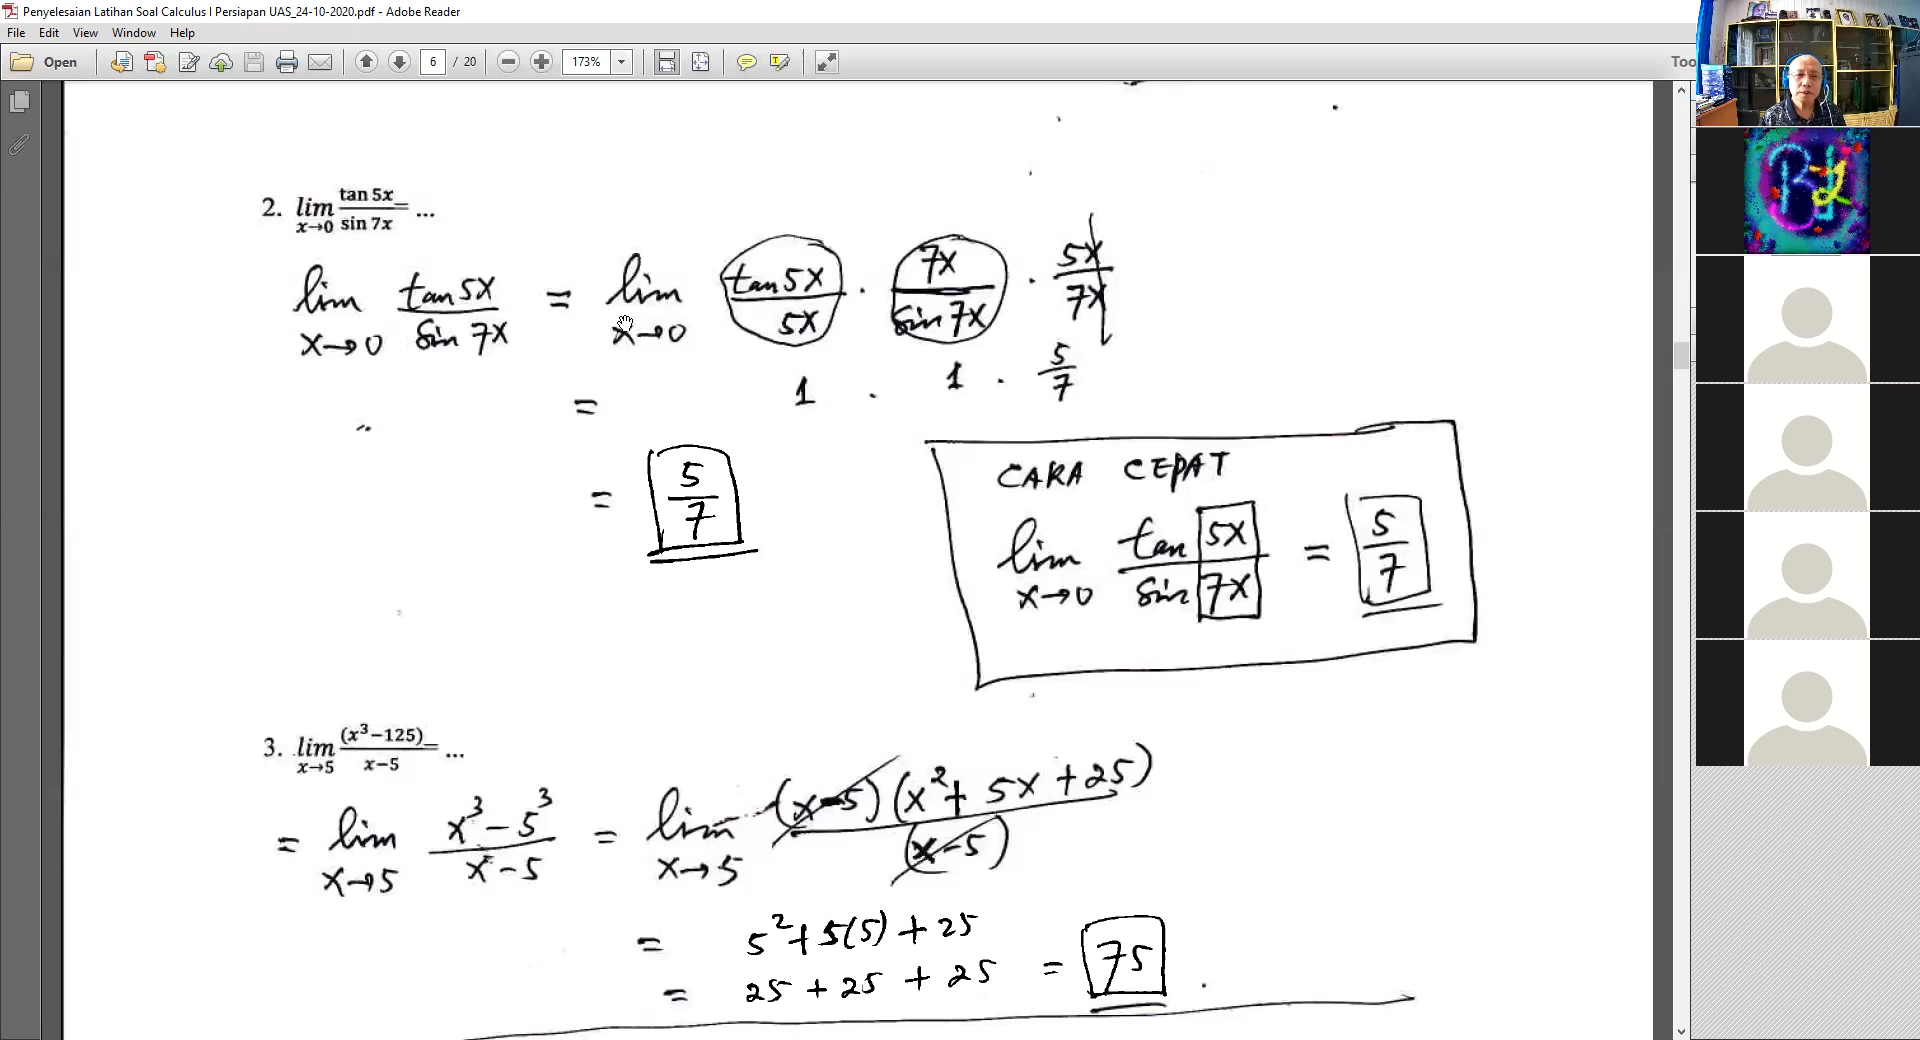 Penyelesaian Latihan Soal Calculus I Persiapan UAS_24-10-2020.pdf - Adobe Reader
File Edit View Window Help
Open 6 / 20 173% Too
2. lim x→0 tan 5x / sin 7x = ...
lim x→0 tan 5x / sin 7x = lim x→0 tan 5x / 5x . 7x / sin 7x . 5x / 7x
= 1 . 1 . 5/7
= 5/7
CARA CEPAT
lim x→0 tan 5x / sin 7x = 5/7
3. lim x→5 (x³−125) / x−5 = ...
= lim x→5 x³ − 5³ / x − 5 = lim x→5 (x−5)(x² + 5x + 25) / (x−5)
= 5² + 5(5) + 25
= 25 + 25 + 25 = 75